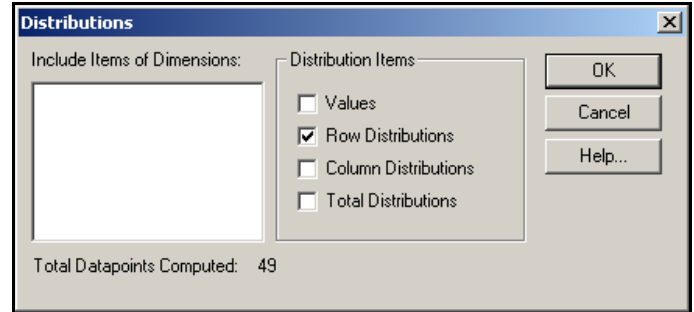 Distributions
Include Items of Dimensions:
Distribution Items
Values
Row Distributions
Column Distributions
Total Distributions
OK
Cancel
Help...
Total Datapoints Computed: 49